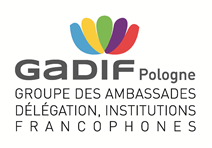 GADIF Pologne
GROUPE DES AMBASSADES
DÉLÉGATION, INSTITUTIONS
FRANCOPHONES